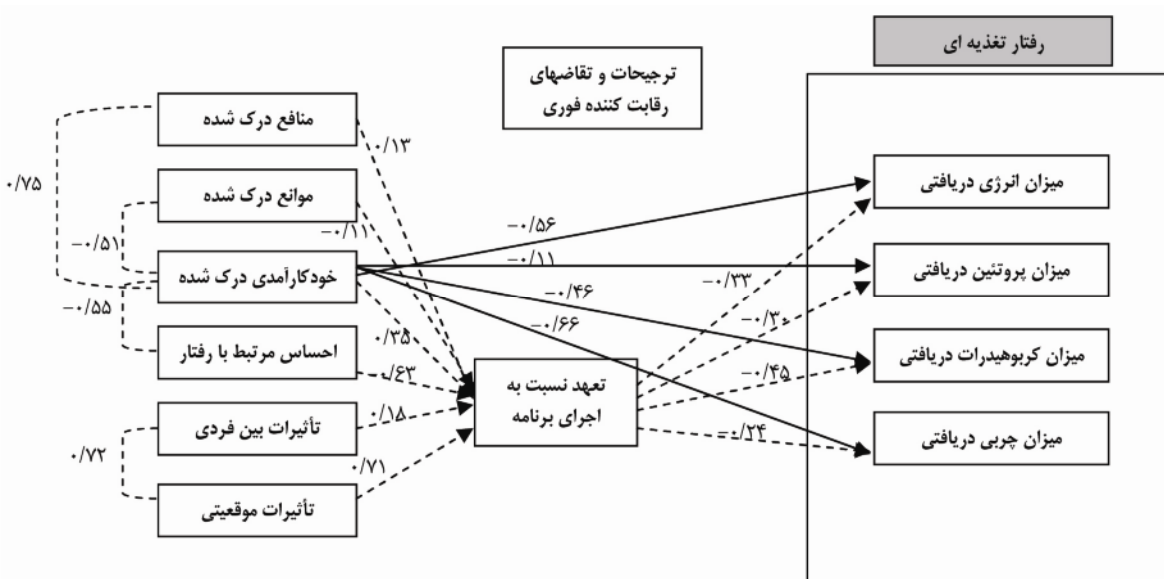 رفتار تغذیه ای
ترجیحات و تقاضهای
رقابت کننده فوری
منافع درک شده
موانع درک شده
خودکارآمدی درک شده
احساس مرتبط با رفتار
تأثیرات بین فردی
تأثیرات موقعیتی
تعهد نسبت به
اجرای برنامه
میزان انرژی دریافتی
میزان پروتئین دریافتی
میزان کربوهیدرات دریافتی
میزان چربی دریافتی
۰/۷۵
−۰/۵۱
−۰/۵۵
۰/۷۲
۰/۱۳
−۰/۱۱
۰/۳۵
۰/۶۳
۰/۱۸
۰/۷۱
−۰/۵۶
−۰/۱۱
−۰/۴۶
−۰/۶۶
−۰/۳۳
−۰/۳۰
−۰/۴۵
−۰/۲۴